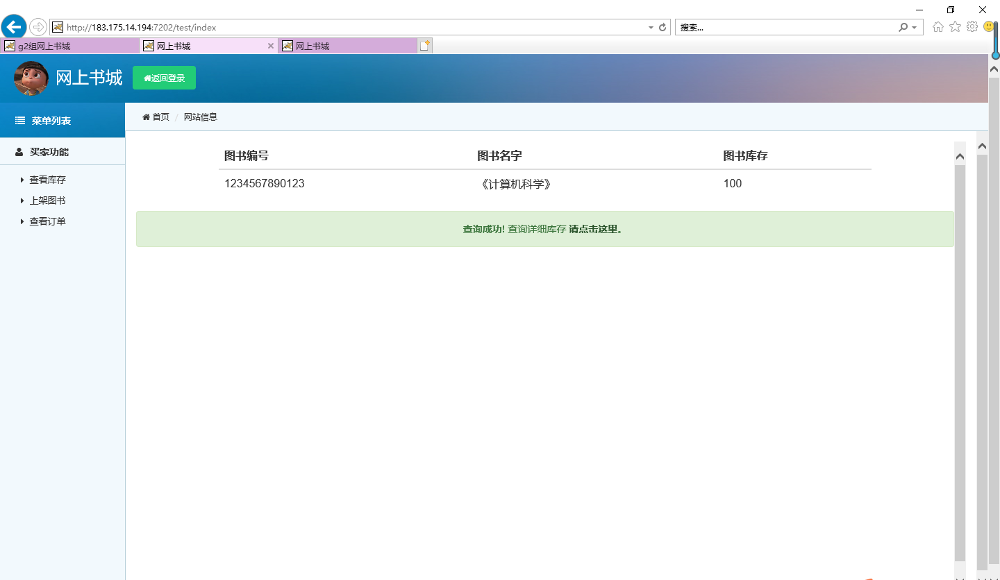 http://183.175.14.194:7202/test/index
搜索...
g2组网上书城
网上书城
网上书城
网上书城
返回登录
菜单列表
首页 / 网站信息
买家功能
查看库存
上架图书
查看订单
图书编号 图书名字 图书库存
1234567890123 《计算机科学》 100
查询成功! 查询详细库存 请点击这里。